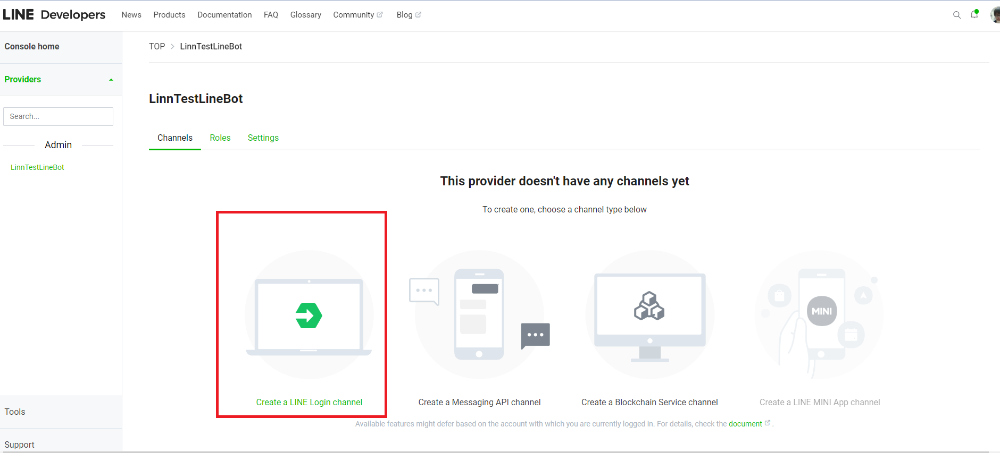 LINE Developers News Products Documentation FAQ Glossary Community Blog
Console home
TOP > LinnTestLineBot
Providers
LinnTestLineBot
Search...
Channels Roles Settings
Admin
LinnTestLineBot
This provider doesn't have any channels yet
To create one, choose a channel type below
MINI
Create a LINE Login channel
Create a Messaging API channel
Create a Blockchain Service channel
Create a LINE MINI App channel
Available features might defer based on the account with which you are currently logged in. For details, check the document .
Tools
Support